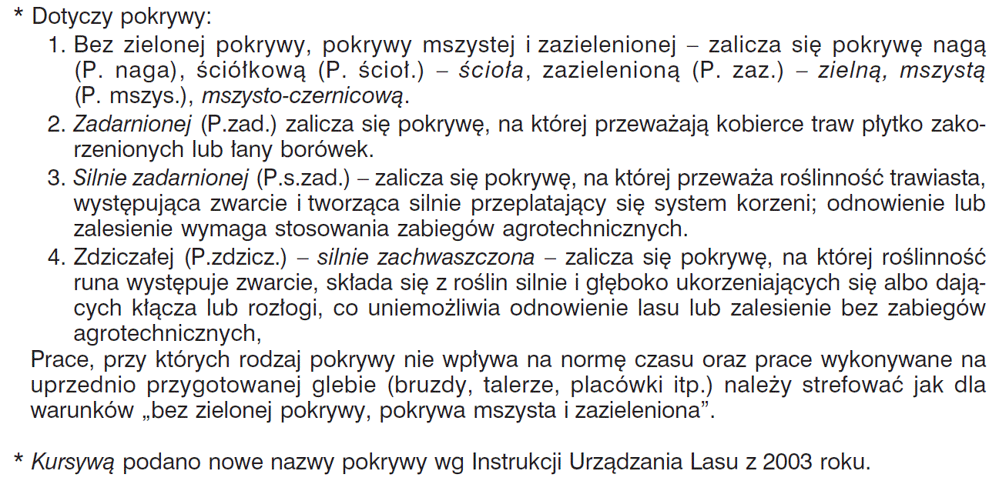 * Dotyczy pokrywy:
1. Bez zielonej pokrywy, pokrywy mszystej i zazielenionej – zalicza się pokrywę nagą
(P. naga), ściółkową (P. ścioł.) – ścioła, zazielenioną (P. zaz.) – zielną, mszystą
(P. mszys.), mszysto-czernicową.
2. Zadarnionej (P.zad.) zalicza się pokrywę, na której przeważają kobierce traw płytko zako-
rzenionych lub łany borówek.
3. Silnie zadarnionej (P.s.zad.) – zalicza się pokrywę, na której przeważa roślinność trawiasta,
występująca zwarcie i tworząca silnie przeplatający się system korzeni; odnowienie lub
zalesienie wymaga stosowania zabiegów agrotechnicznych.
4. Zdziczałej (P.zdzicz.) – silnie zachwaszczona – zalicza się pokrywę, na której roślinność
runa występuje zwarcie, składa się z roślin silnie i głęboko ukorzeniających się albo dają-
cych kłącza lub rozłogi, co uniemożliwia odnowienie lasu lub zalesienie bez zabiegów
agrotechnicznych,
Prace, przy których rodzaj pokrywy nie wpływa na normę czasu oraz prace wykonywane na
uprzednio przygotowanej glebie (bruzdy, talerze, placówki itp.) należy strefować jak dla
warunków „bez zielonej pokrywy, pokrywa mszysta i zazieleniona”.
* Kursywą podano nowe nazwy pokrywy wg Instrukcji Urządzania Lasu z 2003 roku.